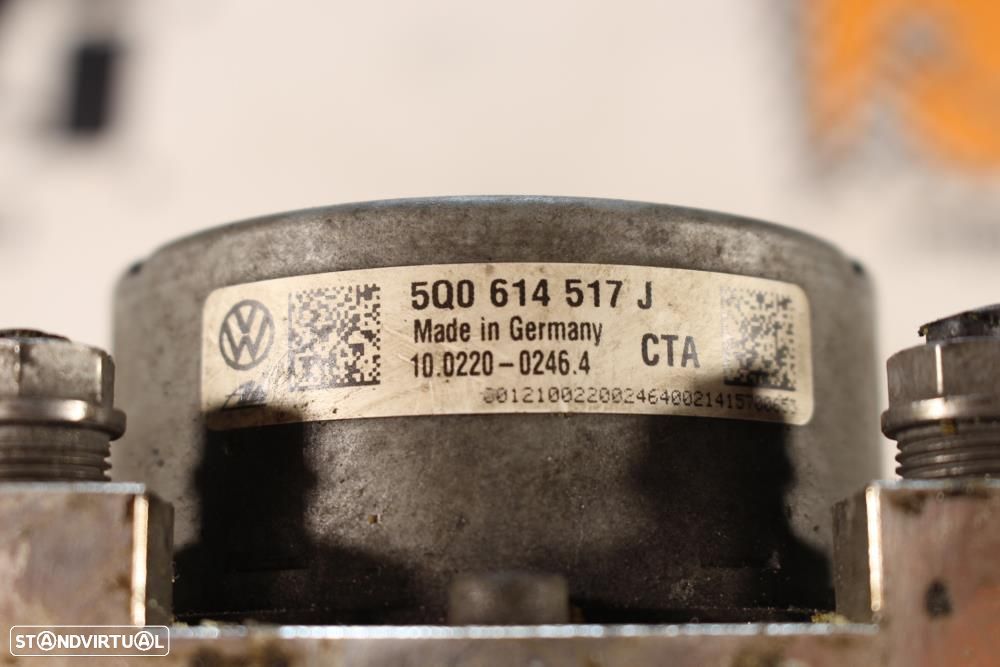 5Q0 614 517 J
Made in Germany
10.0220-0246.4
CTA
STANDVIRTUAL